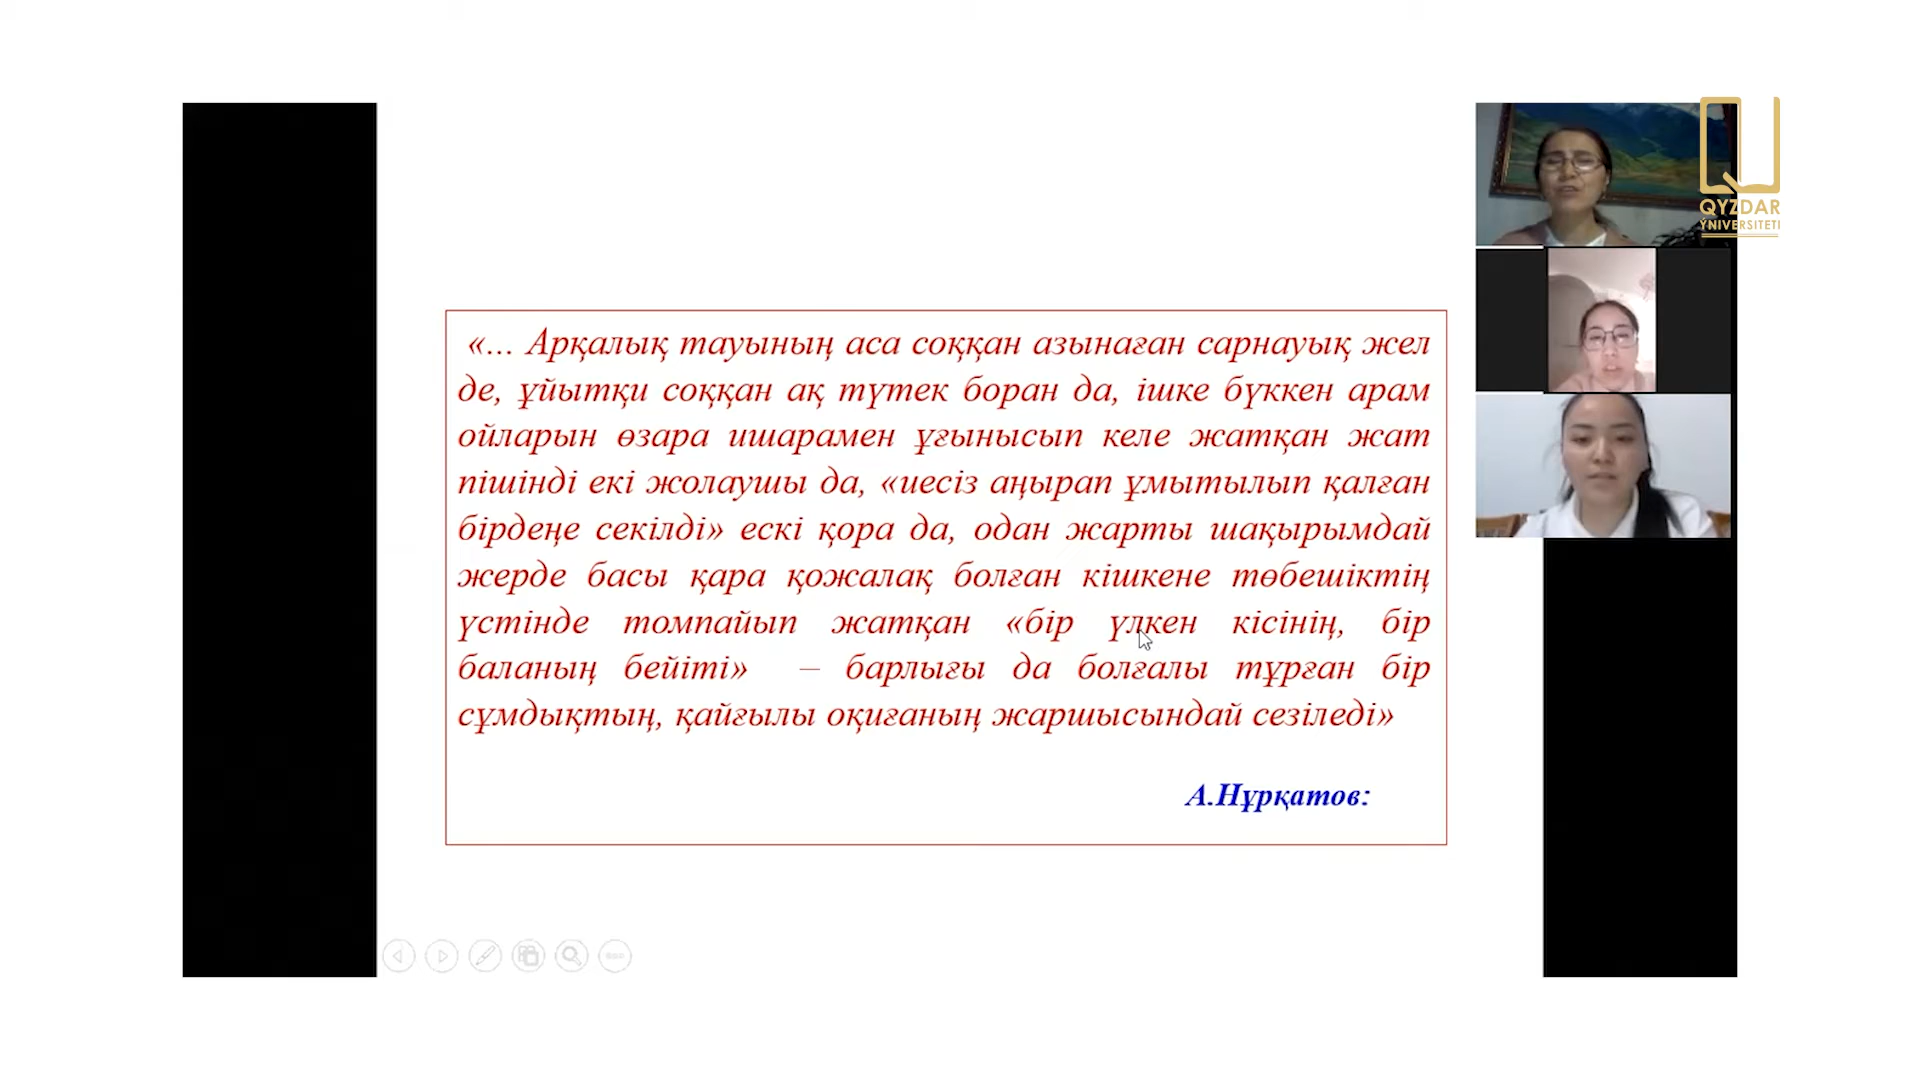 «... Арқалық тауының аса соққан азынаған сарнауық жел
де, ұйытқи соққан ақ түтек боран да, ішке бүккен арам
ойларын өзара ишарамен ұғынысып келе жатқан жат
пішінді екі жолаушы да, «иесіз аңырап ұмытылып қалған
бірдеңе секілді» ескі қора да, одан жарты шақырымдай
жерде басы қара қожалақ болған кішкене төбешіктің
үстінде томпайып жатқан «бір үлкен кісінің, бір
баланың бейіті» – барлығы да болғалы тұрған бір
сұмдықтың, қайғылы оқиғаның жаршысындай сезіледі»
А.Нұрқатов:
QYZDAR
ÝNIVERSITETI